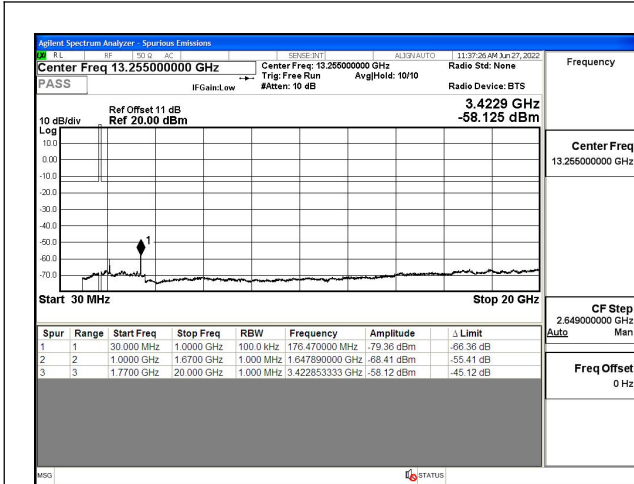 Agilent Spectrum Analyzer - Spurious Emissions
RL RF 50 Ω AC SENSE:INT ALIGN AUTO 11:37:26 AM Jun 27, 2022
Center Freq 13.255000000 GHz
Center Freq: 13.255000000 GHz
Radio Std: None
Frequency
PASS
IFGain:Low
Trig: Free Run Avg|Hold: 10/10
#Atten: 10 dB
Radio Device: BTS
Ref Offset 11 dB
3.4229 GHz
10 dB/div Ref 20.00 dBm
-58.125 dBm
Log
10.0
0.00
-10.0
-20.0
-30.0
-40.0
-50.0
-60.0
-70.0
1
Center Freq
13.255000000 GHz
Start 30 MHz
Stop 20 GHz
CF Step
2.649000000 GHz
Auto Man
Freq Offset
0 Hz
Spur Range Start Freq Stop Freq RBW Frequency Amplitude Δ Limit
1 1 30.000 MHz 1.0000 GHz 100.0 kHz 176.470000 MHz -79.36 dBm -66.36 dB
2 2 1.0000 GHz 1.6700 GHz 1.000 MHz 1.647890000 GHz -68.41 dBm -55.41 dB
3 3 1.7700 GHz 20.000 GHz 1.000 MHz 3.422853333 GHz -58.12 dBm -45.12 dB
MSG
STATUS